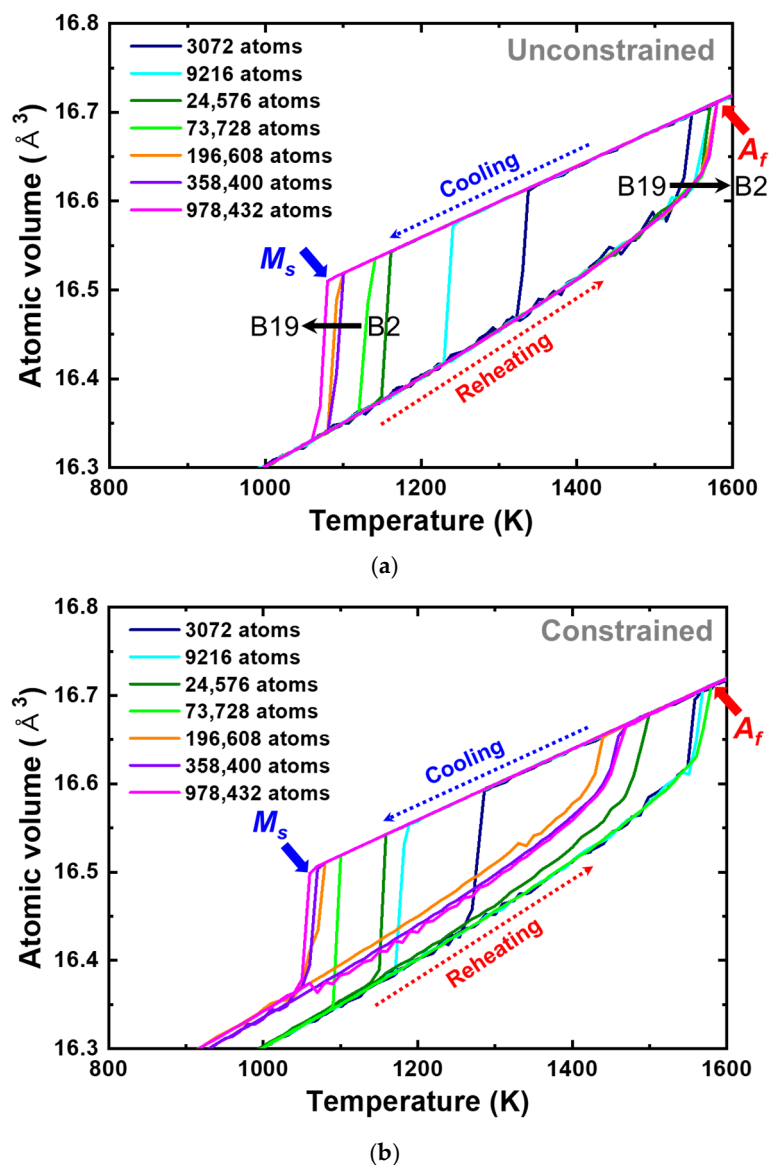 16.8
16.7
16.6
16.5
16.4
16.3
Atomic volume (Å³)
3072 atoms
9216 atoms
24,576 atoms
73,728 atoms
196,608 atoms
358,400 atoms
978,432 atoms
Unconstrained
Cooling
Reheating
Ms
Af
B19
B2
B19
B2
800
1000
1200
1400
1600
Temperature (K)
(a)
16.8
16.7
16.6
16.5
16.4
16.3
Atomic volume (Å³)
3072 atoms
9216 atoms
24,576 atoms
73,728 atoms
196,608 atoms
358,400 atoms
978,432 atoms
Constrained
Cooling
Reheating
Ms
Af
800
1000
1200
1400
1600
Temperature (K)
(b)